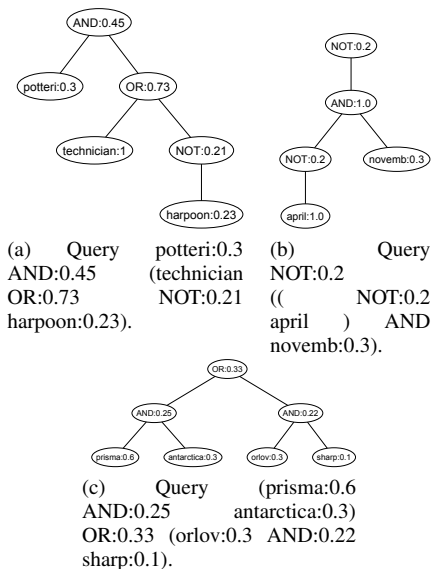 AND:0.45
potteri:0.3
OR:0.73
technician:1
NOT:0.21
harpoon:0.23
(a) Query potteri:0.3
AND:0.45 (technician
OR:0.73 NOT:0.21
harpoon:0.23).
NOT:0.2
AND:1.0
NOT:0.2
novemb:0.3
april:1.0
(b) Query
NOT:0.2
(( NOT:0.2
april ) AND
novemb:0.3).
OR:0.33
AND:0.25
AND:0.22
prisma:0.6
antarctica:0.3
orlov:0.3
sharp:0.1
(c) Query (prisma:0.6
AND:0.25 antarctica:0.3)
OR:0.33 (orlov:0.3 AND:0.22
sharp:0.1).